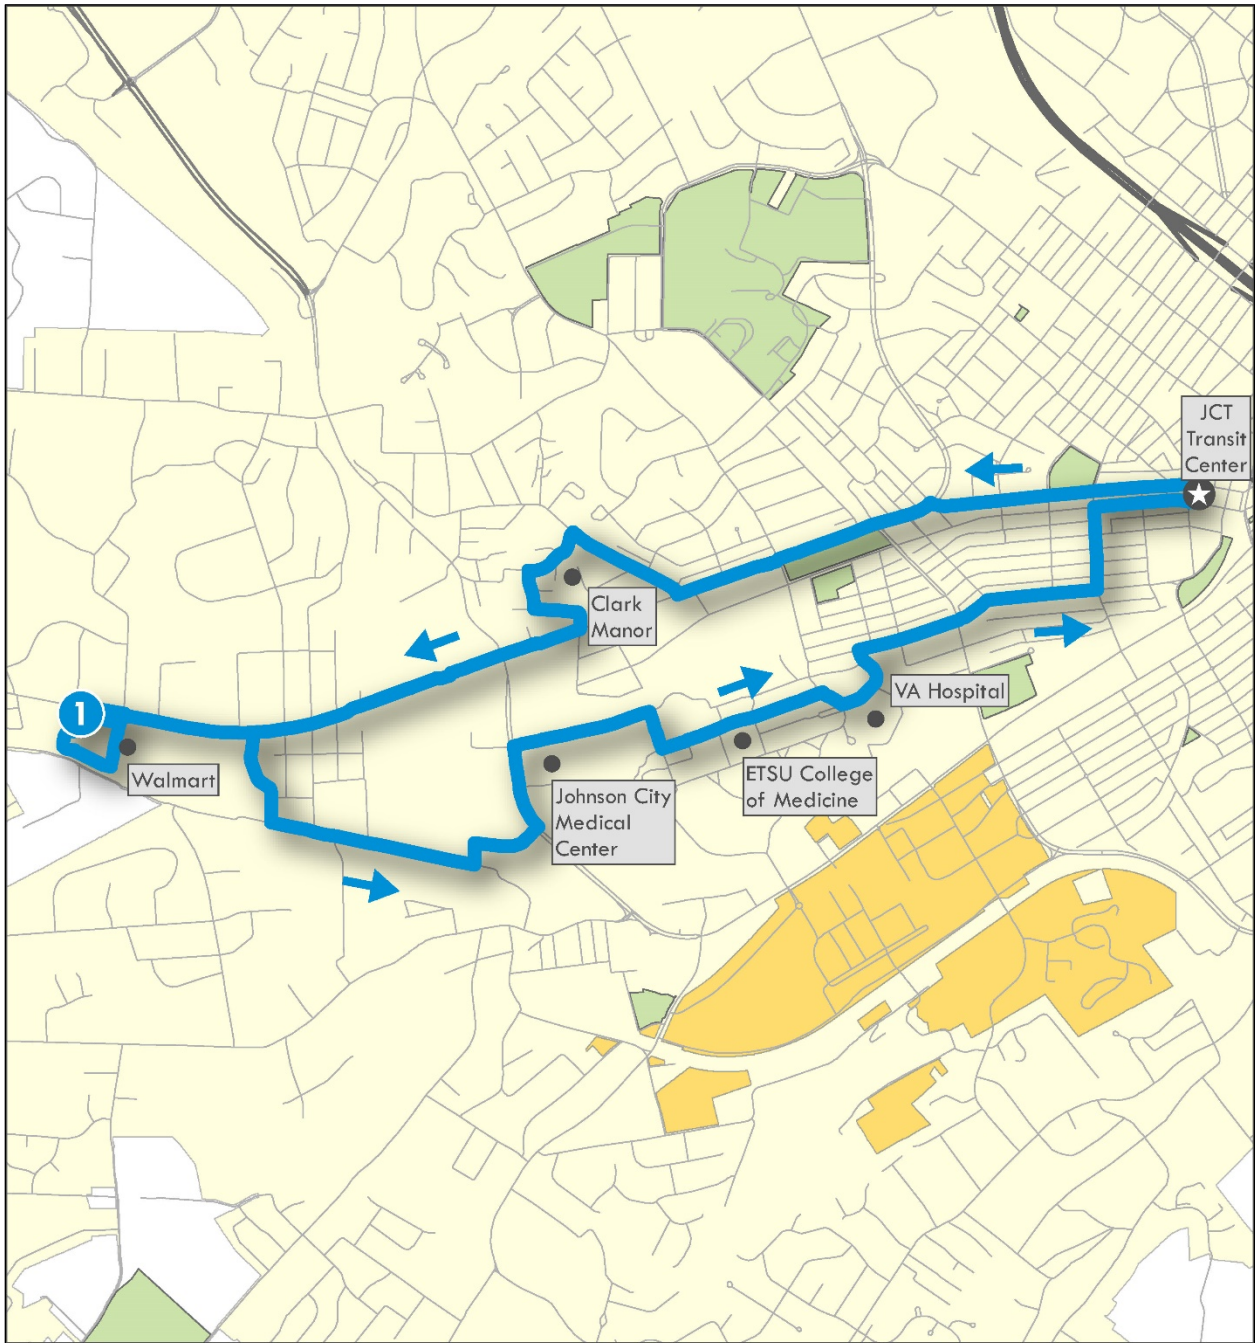 JCT
Transit
Center
Clark
Manor
VA Hospital
1
Walmart
ETSU College
of Medicine
Johnson City
Medical
Center